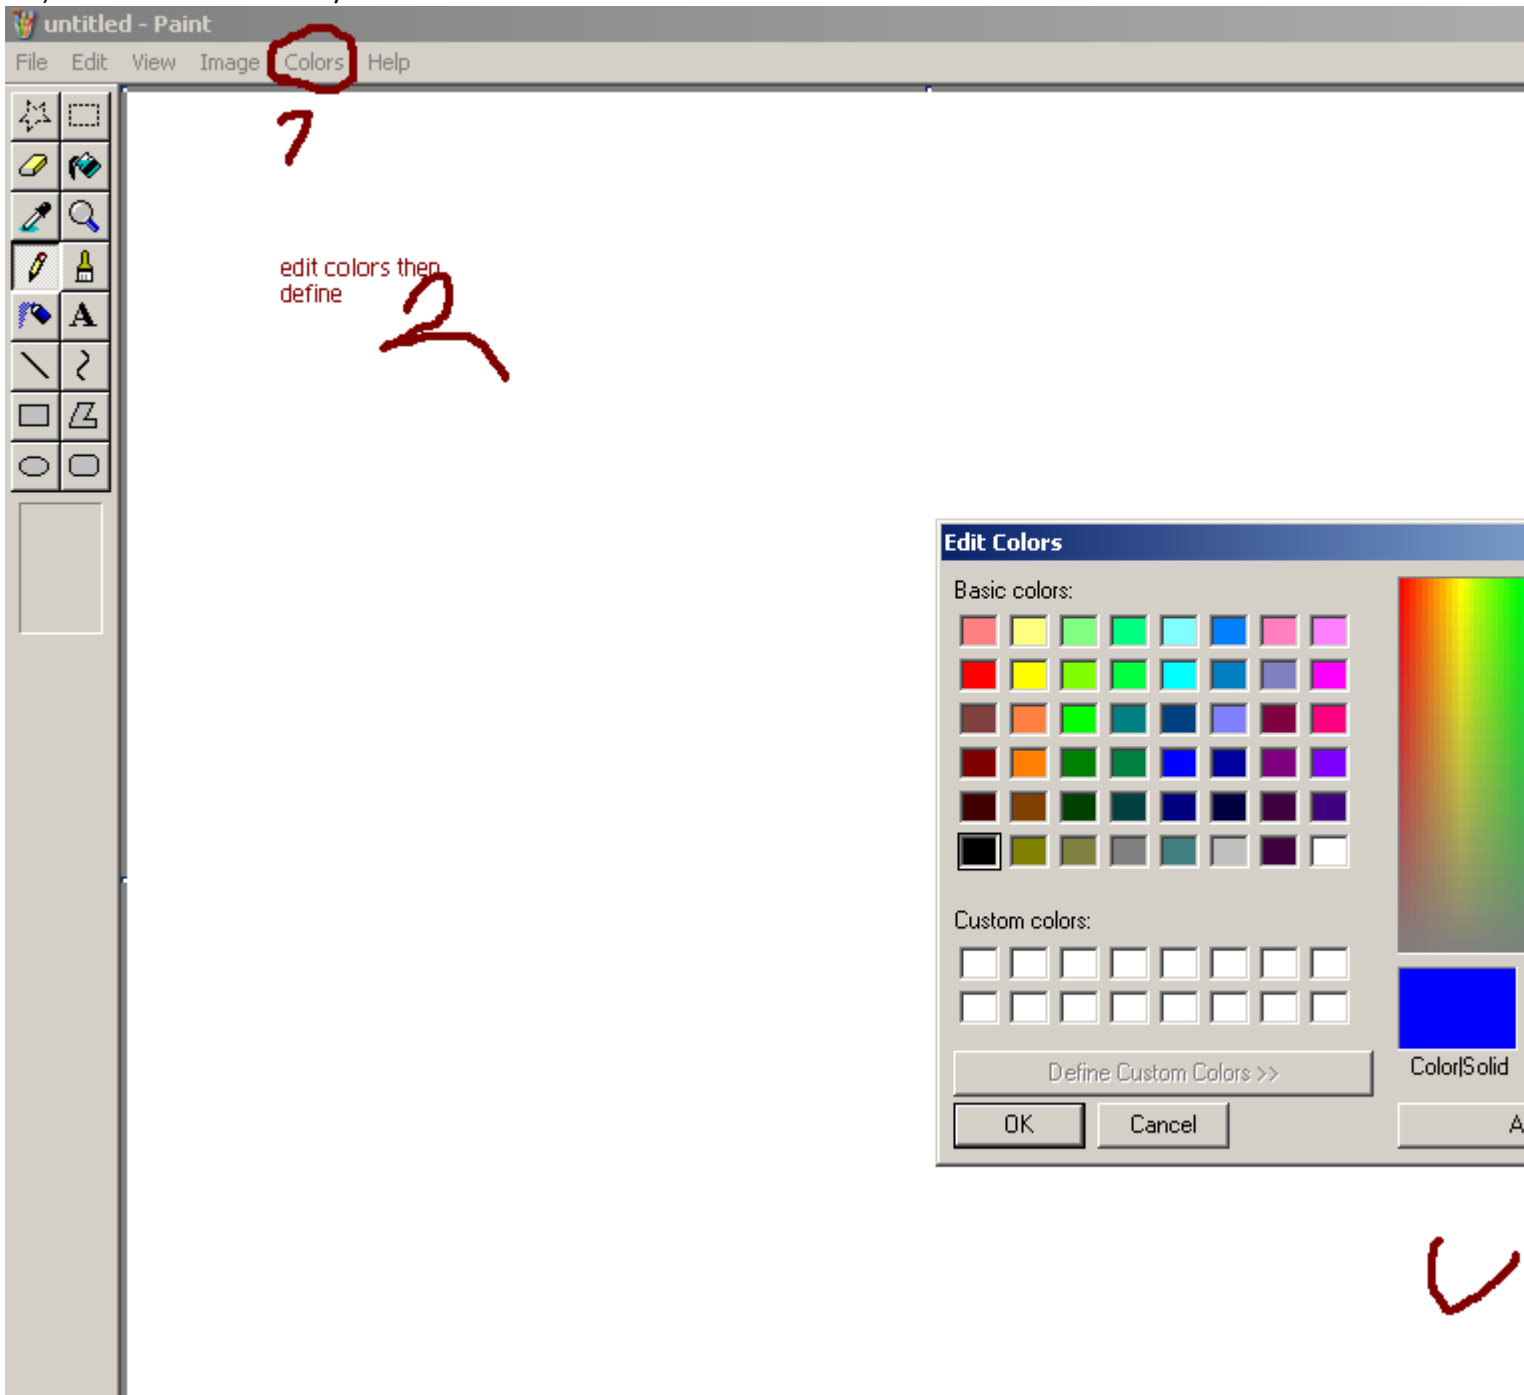 untitled - Paint
File Edit View Image Colors Help
edit colors then
define
2
Edit Colors
Basic colors:
Custom colors:
Define Custom Colors >>
Color|Solid
OK Cancel